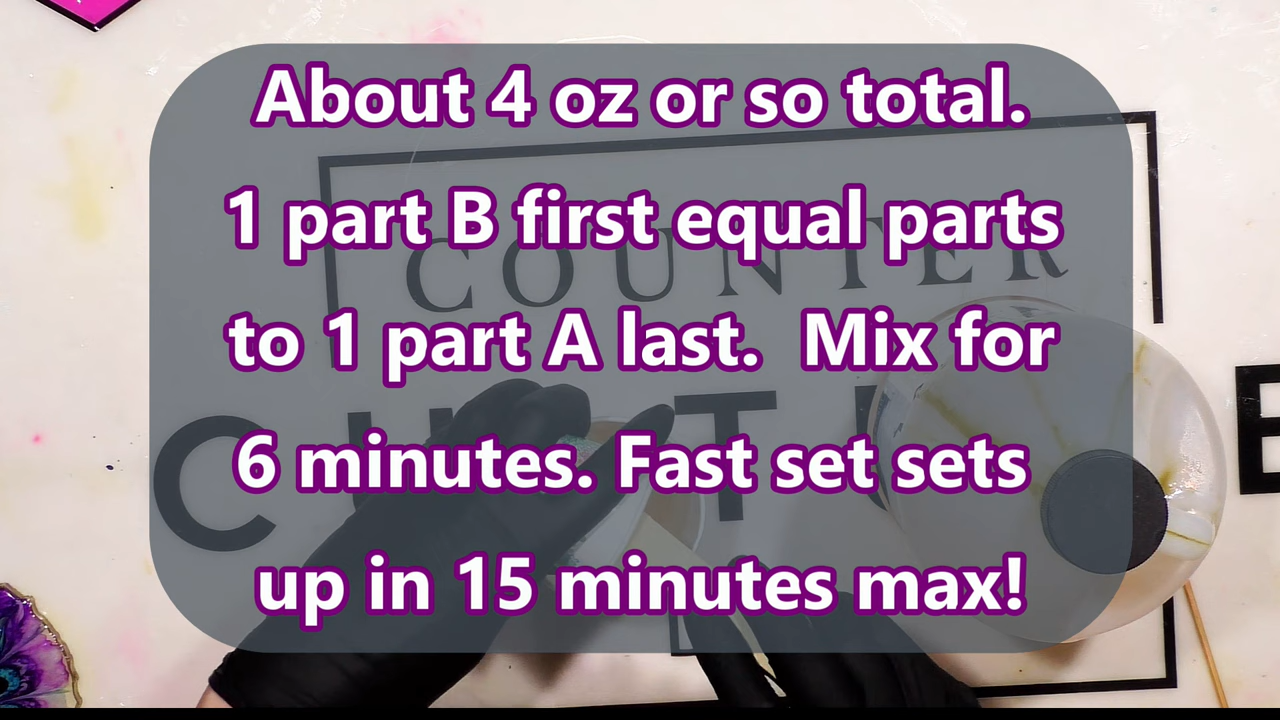 About 4 oz or so total.
1 part B first equal parts
to 1 part A last.  Mix for
6 minutes. Fast set sets
up in 15 minutes max!
COUNTER